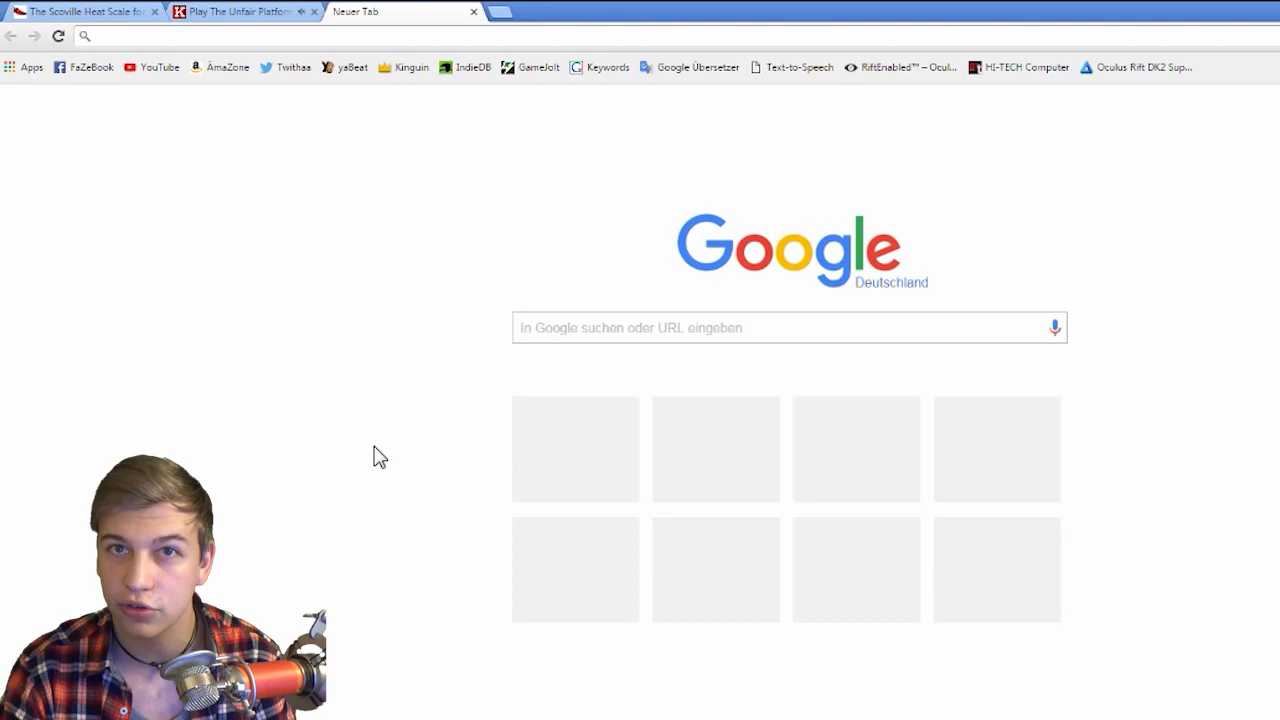 The Scoville Heat Scale for
Play The Unfair Platform
Neuer Tab
Apps FaZeBook YouTube ÄmaZone Twithaa yaBeat Kinguin IndieDB GameJolt Keywords Google Übersetzer Text-to-Speech RiftEnabled™ – Ocul... HI-TECH Computer Oculus Rift DK2 Sup...
Google
Deutschland
In Google suchen oder URL eingeben